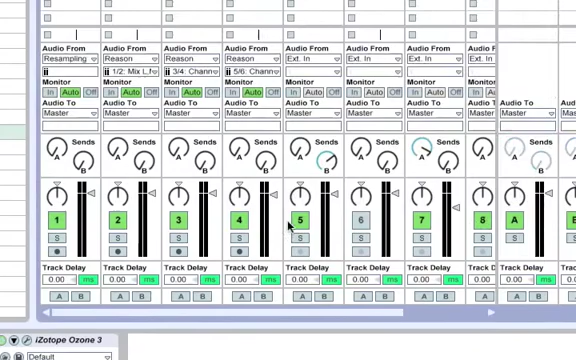 Audio From Audio From Audio From Audio From Audio From Audio From Audio From Audio Fr
Resampling Reason Reason Reason Ext. In Ext. In Ext. In Ext. In
1/2: Mix L,f 3/4: Chann 5/6: Chann
Monitor Monitor Monitor Monitor Monitor Monitor Monitor Monitor
In Auto Off In Auto Off In Auto Off In Auto Off In Auto Off In Auto Off In Auto Off In Auto
Audio To Audio To Audio To Audio To Audio To Audio To Audio To Audio To Audio To
Master Master Master Master Master Master Master Master Master Master
Sends Sends Sends Sends Sends Sends Sends Sends
A A A A A A A A A
B B B B B B B B
1 2 3 4 5 6 7 8 A
S S S S S S S S S
Track Delay Track Delay Track Delay Track Delay Track Delay Track Delay Track Delay Track Delay
0.00 ms 0.00 ms 0.00 ms 0.00 ms 0.00 ms 0.00 ms 0.00 ms 0.00 0.00 ms
A B A B A B A B A B A B A B A A B
iZotope Ozone 3
Default